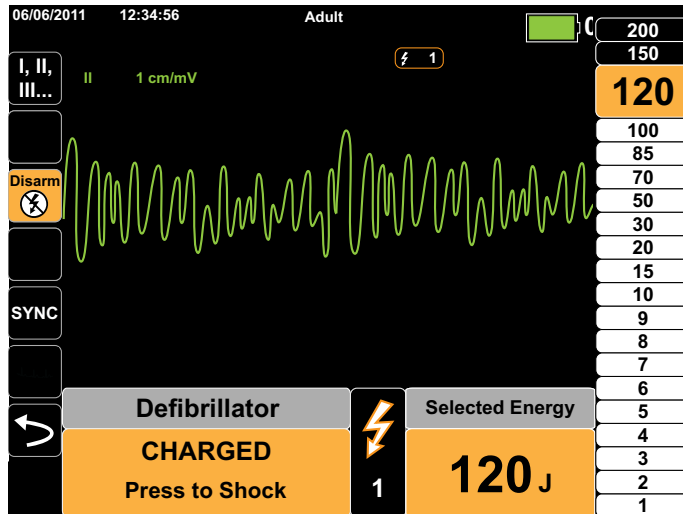 06/06/2011 12:34:56 Adult
1
I, II,
III...
II 1 cm/mV
Disarm
SYNC
Defibrillator
CHARGED
Press to Shock
1
Selected Energy
120 J
200
150
120
100
85
70
50
30
20
15
10
9
8
7
6
5
4
3
2
1